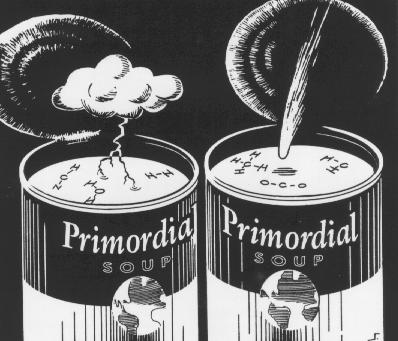 H-N
H-O-H
H
H-N
Primordial
SOUP
H
H-C-H
H
H-O
O-C-O
Primordial
SOUP